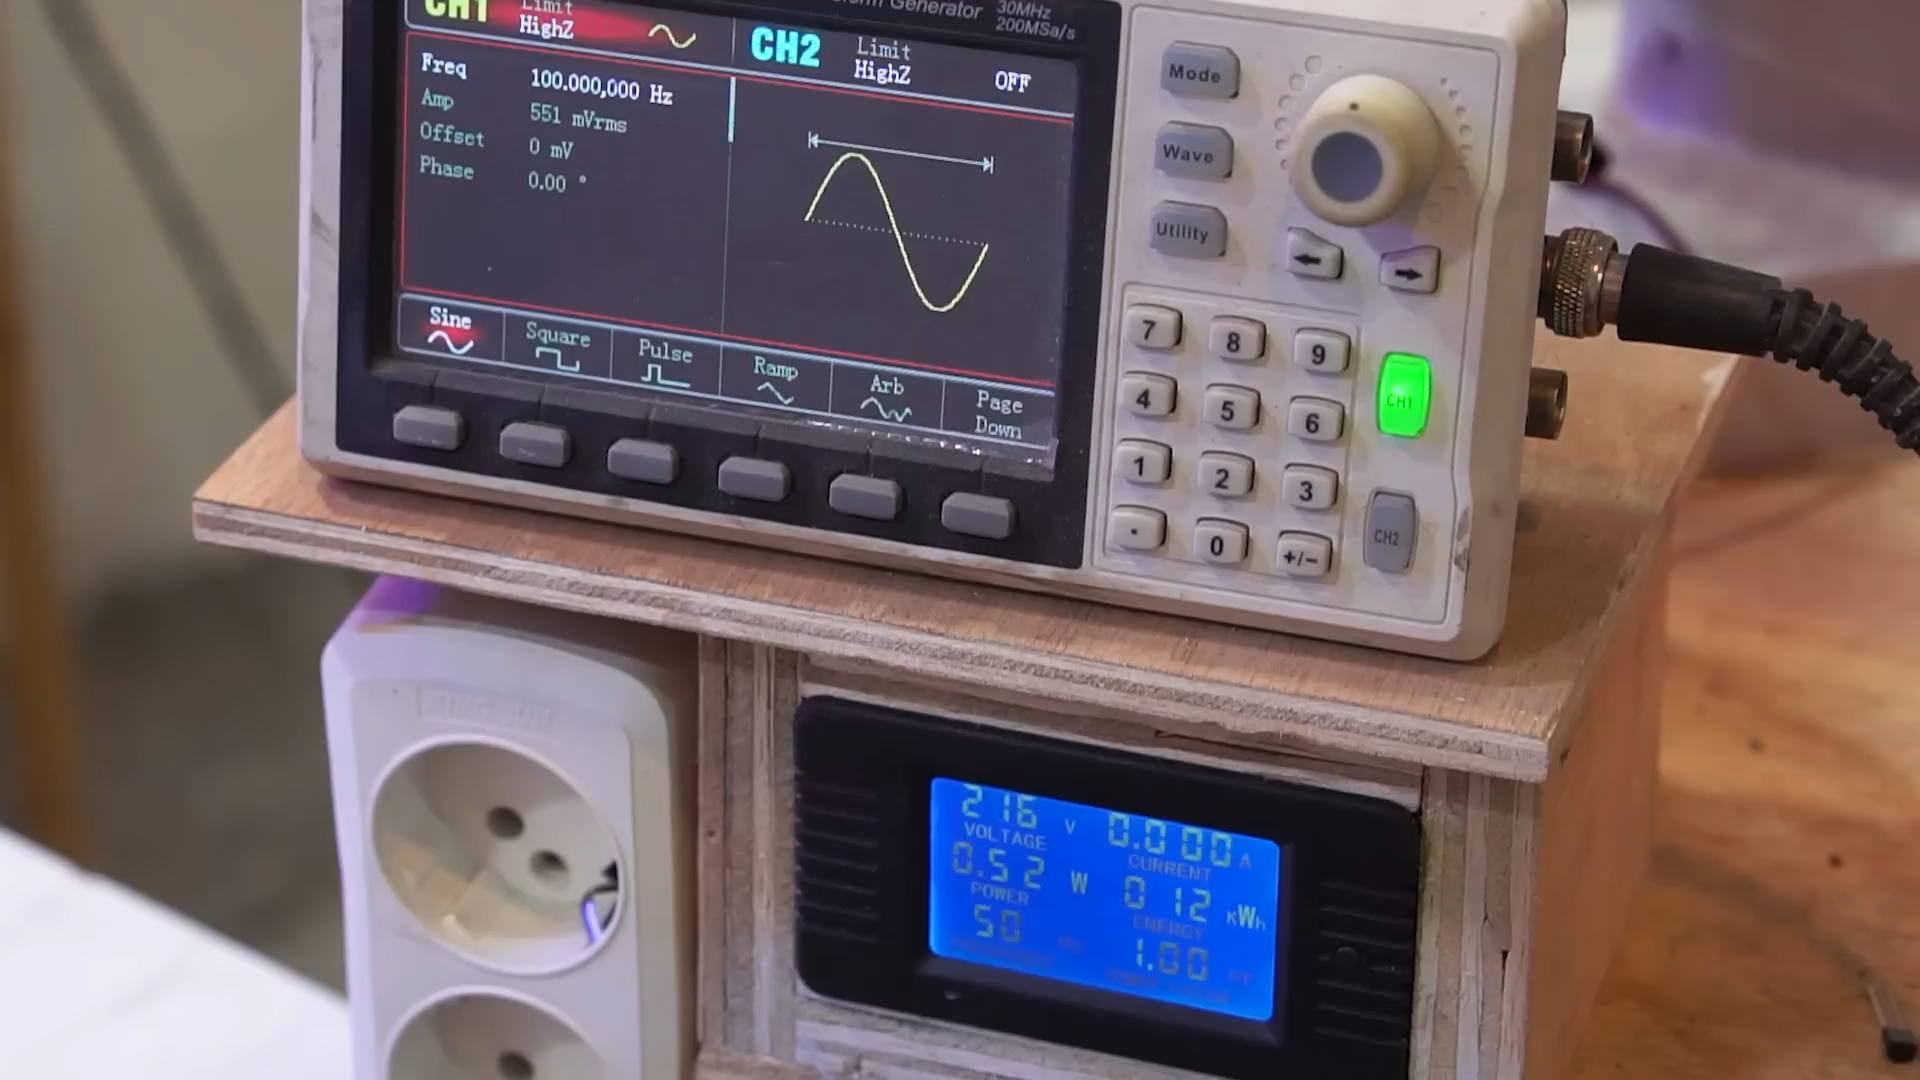 Generator 30MHz
200MSa/s
CH1 Limit
HighZ
CH2 Limit
HighZ OFF
Freq 100.000,000 Hz
Amp 551 mVrms
Offset 0 mV
Phase 0.00 °
Sine Square Pulse Ramp Arb Page Down
Mode
Wave
Utility
7 8 9
4 5 6
1 2 3
. 0 +/-
CH1
CH2
216 V 0.000 A
VOLTAGE CURRENT
0.52 W 0 12 KWh
POWER ENERGY
50 1.00 PF